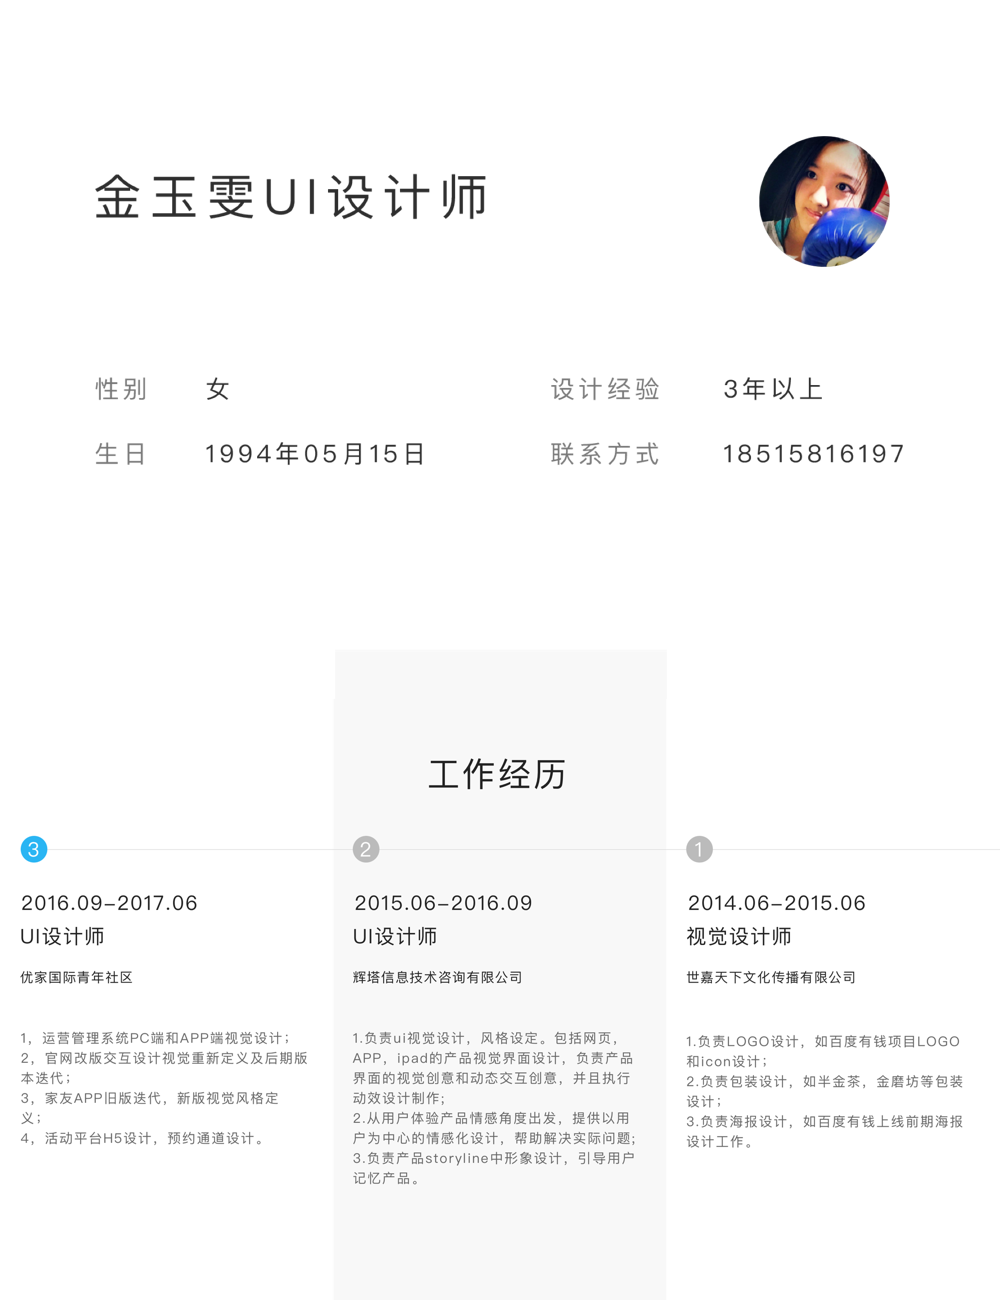 金玉雯UI设计师
性别 女 设计经验 3年以上
生日 1994年05月15日 联系方式 18515816197
工作经历
3
2016.09–2017.06
UI设计师
优家国际青年社区
1，运营管理系统PC端和APP端视觉设计；
2，官网改版交互设计视觉重新定义及后期版
本迭代；
3，家友APP旧版迭代，新版视觉风格定
义；
4，活动平台H5设计，预约通道设计。
2
2015.06–2016.09
UI设计师
辉塔信息技术咨询有限公司
1.负责ui视觉设计，风格设定。包括网页，
APP，ipad的产品视觉界面设计，负责产品
界面的视觉创意和动态交互创意，并且执行
动效设计制作;
2.从用户体验产品情感角度出发，提供以用
户为中心的情感化设计，帮助解决实际问题;
3.负责产品storyline中形象设计，引导用户
记忆产品。
1
2014.06–2015.06
视觉设计师
世嘉天下文化传播有限公司
1.负责LOGO设计，如百度有钱项目LOGO
和icon设计；
2.负责包装设计，如半金茶，金磨坊等包装
设计；
3.负责海报设计，如百度有钱上线前期海报
设计工作。